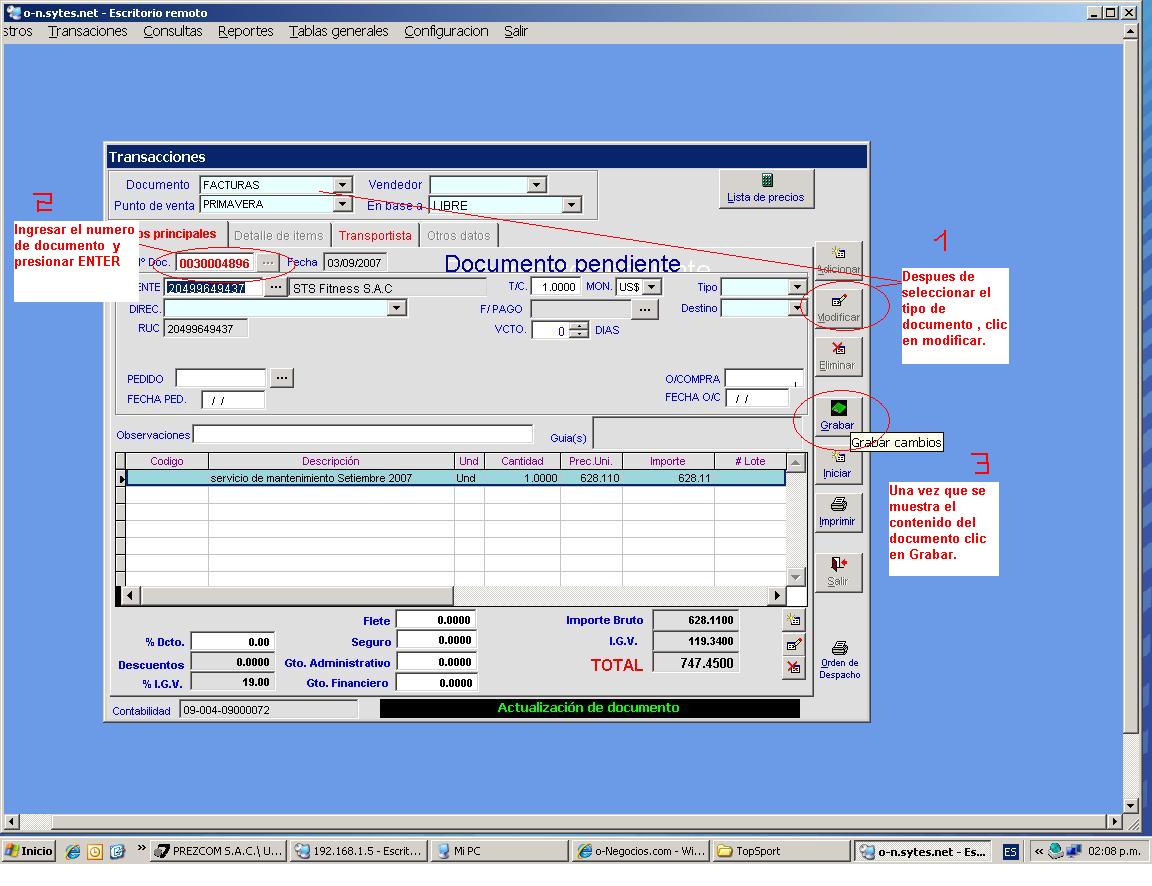 o-n.sytes.net - Escritorio remoto
stros Transaciones Consultas Reportes Tablas generales Configuracion Salir
Transacciones
Documento FACTURAS Vendedor
Punto de venta PRIMAVERA En base a LIBRE
Lista de precios
2
Ingresar el numero
de documento y
presionar ENTER
os principales Detalle de items Transportista Otros datos
Nº Doc. 0030004896 ... Fecha 03/09/2007
Documento pendiente
ENTE 20499649437 ... STS Fitness S.A.C T/C. 1.0000 MON. US$ Tipo
DIREC. F/ PAGO ... Destino
RUC 20499649437 VCTO. 0 DIAS
PEDIDO ... O/COMPRA
FECHA PED. / / FECHA O/C / /
Observaciones Guia(s)
Adicionar
Modificar
Eliminar
Grabar
Grabar cambios
Iniciar
Imprimir
Salir
Orden de
Despacho
1
Despues de
seleccionar el
tipo de
documento , clic
en modificar.
3
Una vez que se
muestra el
contenido del
documento clic
en Grabar.
Codigo Descripción Und Cantidad Prec.Uni. Importe # Lote
servicio de mantenimiento Setiembre 2007 Und 1.0000 628.110 628.11
Flete 0.0000 Importe Bruto 628.1100
% Dcto. 0.00 Seguro 0.0000 I.G.V. 119.3400
Descuentos 0.0000 Gto. Administrativo 0.0000 TOTAL 747.4500
% I.G.V. 19.00 Gto. Financiero 0.0000
Contabilidad 09-004-09000072 Actualización de documento
Inicio » PREZCOM S.A.C.\ U... 192.168.1.5 - Escrit... Mi PC o-Negocios.com - Wi... TopSport o-n.sytes.net - Es... ES « 02:08 p.m.